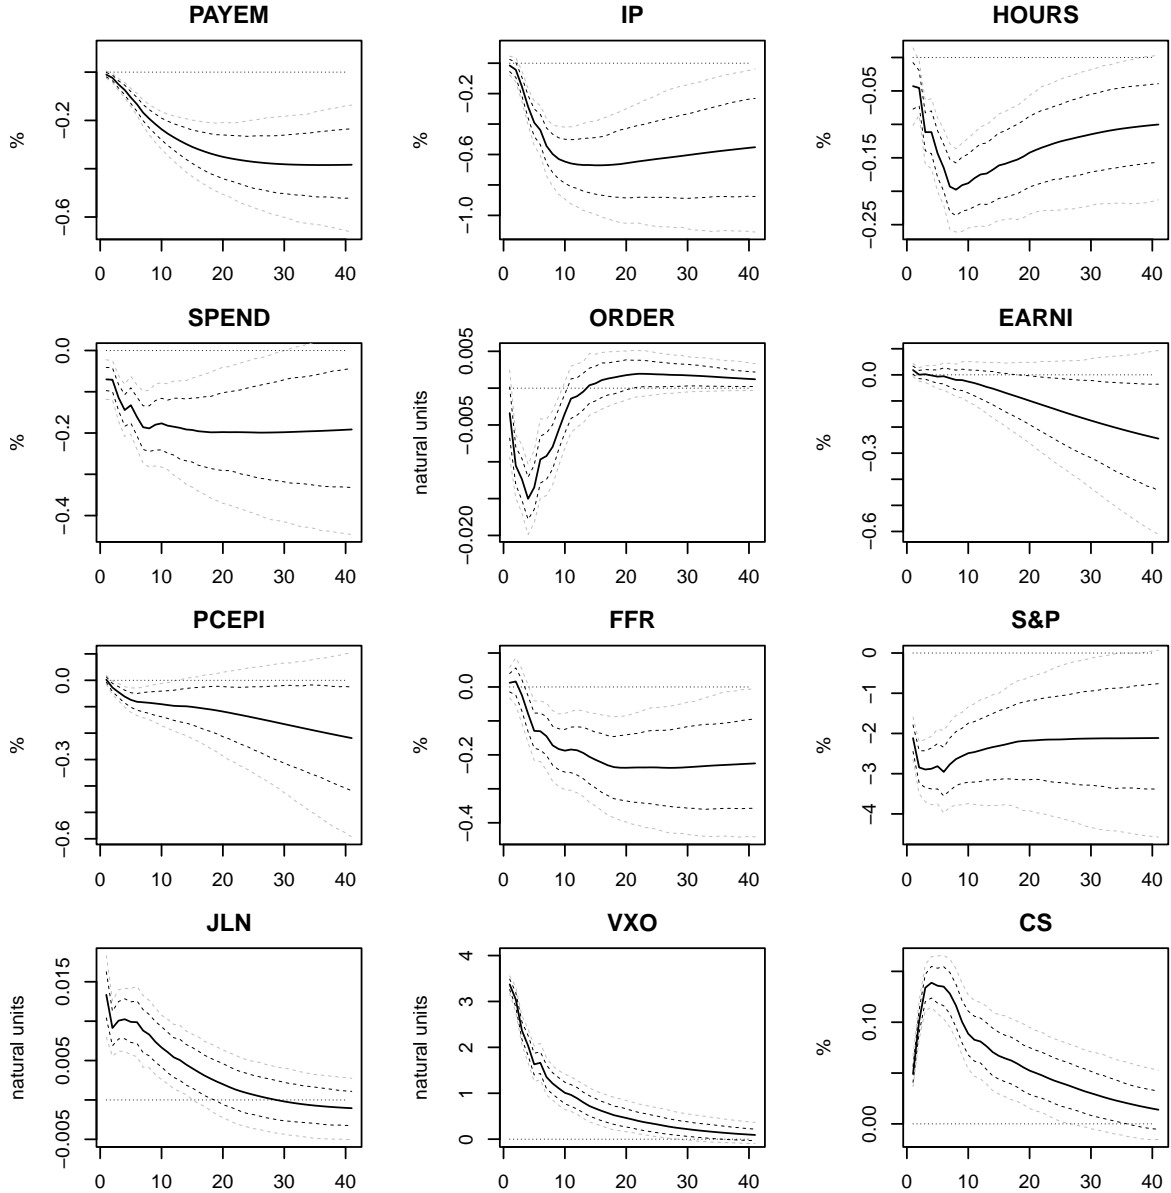 PAYEM IP HOURS
% −0.6 −0.2
% −1.0 −0.6 −0.2
% −0.25 −0.15 −0.05
0 10 20 30 40
0 10 20 30 40
0 10 20 30 40
SPEND ORDER EARNI
% −0.4 −0.2 0.0
natural units −0.020 −0.005 0.005
% −0.6 −0.3 0.0
0 10 20 30 40
0 10 20 30 40
0 10 20 30 40
PCEPI FFR S&P
% −0.6 −0.3 0.0
% −0.4 −0.2 0.0
% −4 −3 −2 −1 0
0 10 20 30 40
0 10 20 30 40
0 10 20 30 40
JLN VXO CS
natural units −0.005 0.005 0.015
natural units 0 1 2 3 4
% 0.00 0.10
0 10 20 30 40
0 10 20 30 40
0 10 20 30 40